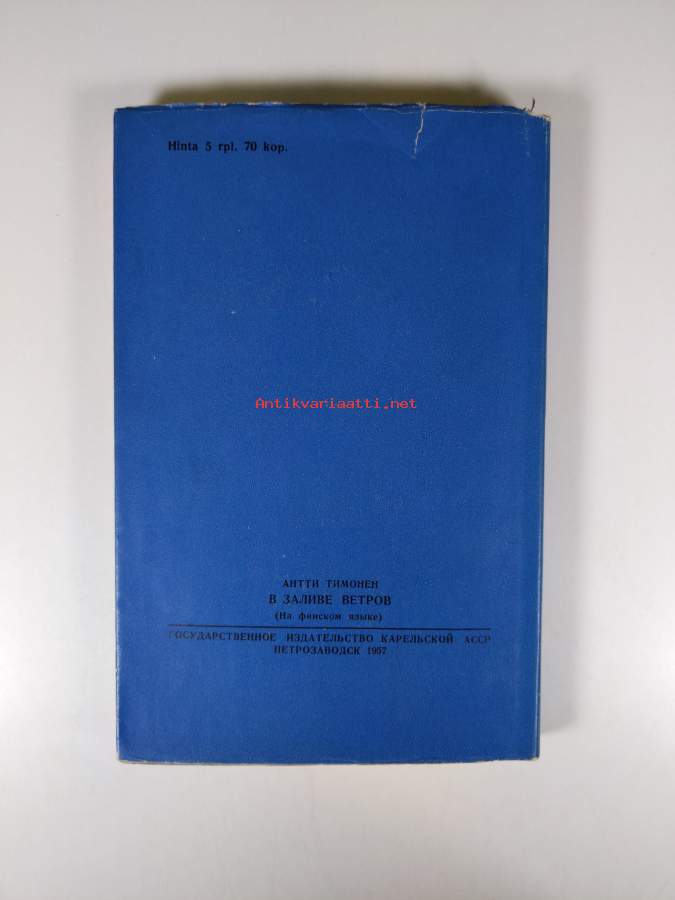 Hinta 5 rpl. 70 kop.
Antikvariaatti.net
АНТТИ ТИМОНЕН
В ЗАЛИВЕ ВЕТРОВ
(На финском языке)
ГОСУДАРСТВЕННОЕ ИЗДАТЕЛЬСТВО КАРЕЛЬСКОЙ АССР
ПЕТРОЗАВОДСК 1957